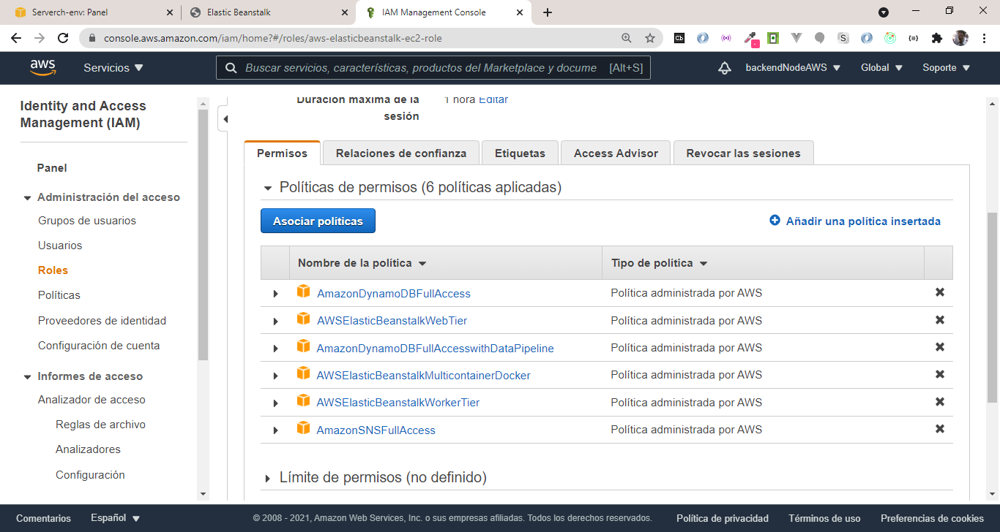 Serverch-env: Panel
Elastic Beanstalk
IAM Management Console
console.aws.amazon.com/iam/home?#/roles/aws-elasticbeanstalk-ec2-role
aws
Servicios
Buscar servicios, características, productos del Marketplace y docume
[Alt+S]
backendNodeAWS
Global
Soporte
Identity and Access
Management (IAM)
Panel
Administración del acceso
Grupos de usuarios
Usuarios
Roles
Políticas
Proveedores de identidad
Configuración de cuenta
Informes de acceso
Analizador de acceso
Reglas de archivo
Analizadores
Configuración
Duración máxima de la
sesión
1 hora Editar
Permisos
Relaciones de confianza
Etiquetas
Access Advisor
Revocar las sesiones
Políticas de permisos (6 políticas aplicadas)
Asociar políticas
Añadir una política insertada
Nombre de la política
Tipo de política
AmazonDynamoDBFullAccess
Política administrada por AWS
AWSElasticBeanstalkWebTier
Política administrada por AWS
AmazonDynamoDBFullAccesswithDataPipeline
Política administrada por AWS
AWSElasticBeanstalkMulticontainerDocker
Política administrada por AWS
AWSElasticBeanstalkWorkerTier
Política administrada por AWS
AmazonSNSFullAccess
Política administrada por AWS
Límite de permisos (no definido)
Comentarios
Español
© 2008 - 2021, Amazon Web Services, Inc. o sus empresas afiliadas. Todos los derechos reservados.
Política de privacidad
Términos de uso
Preferencias de cookies